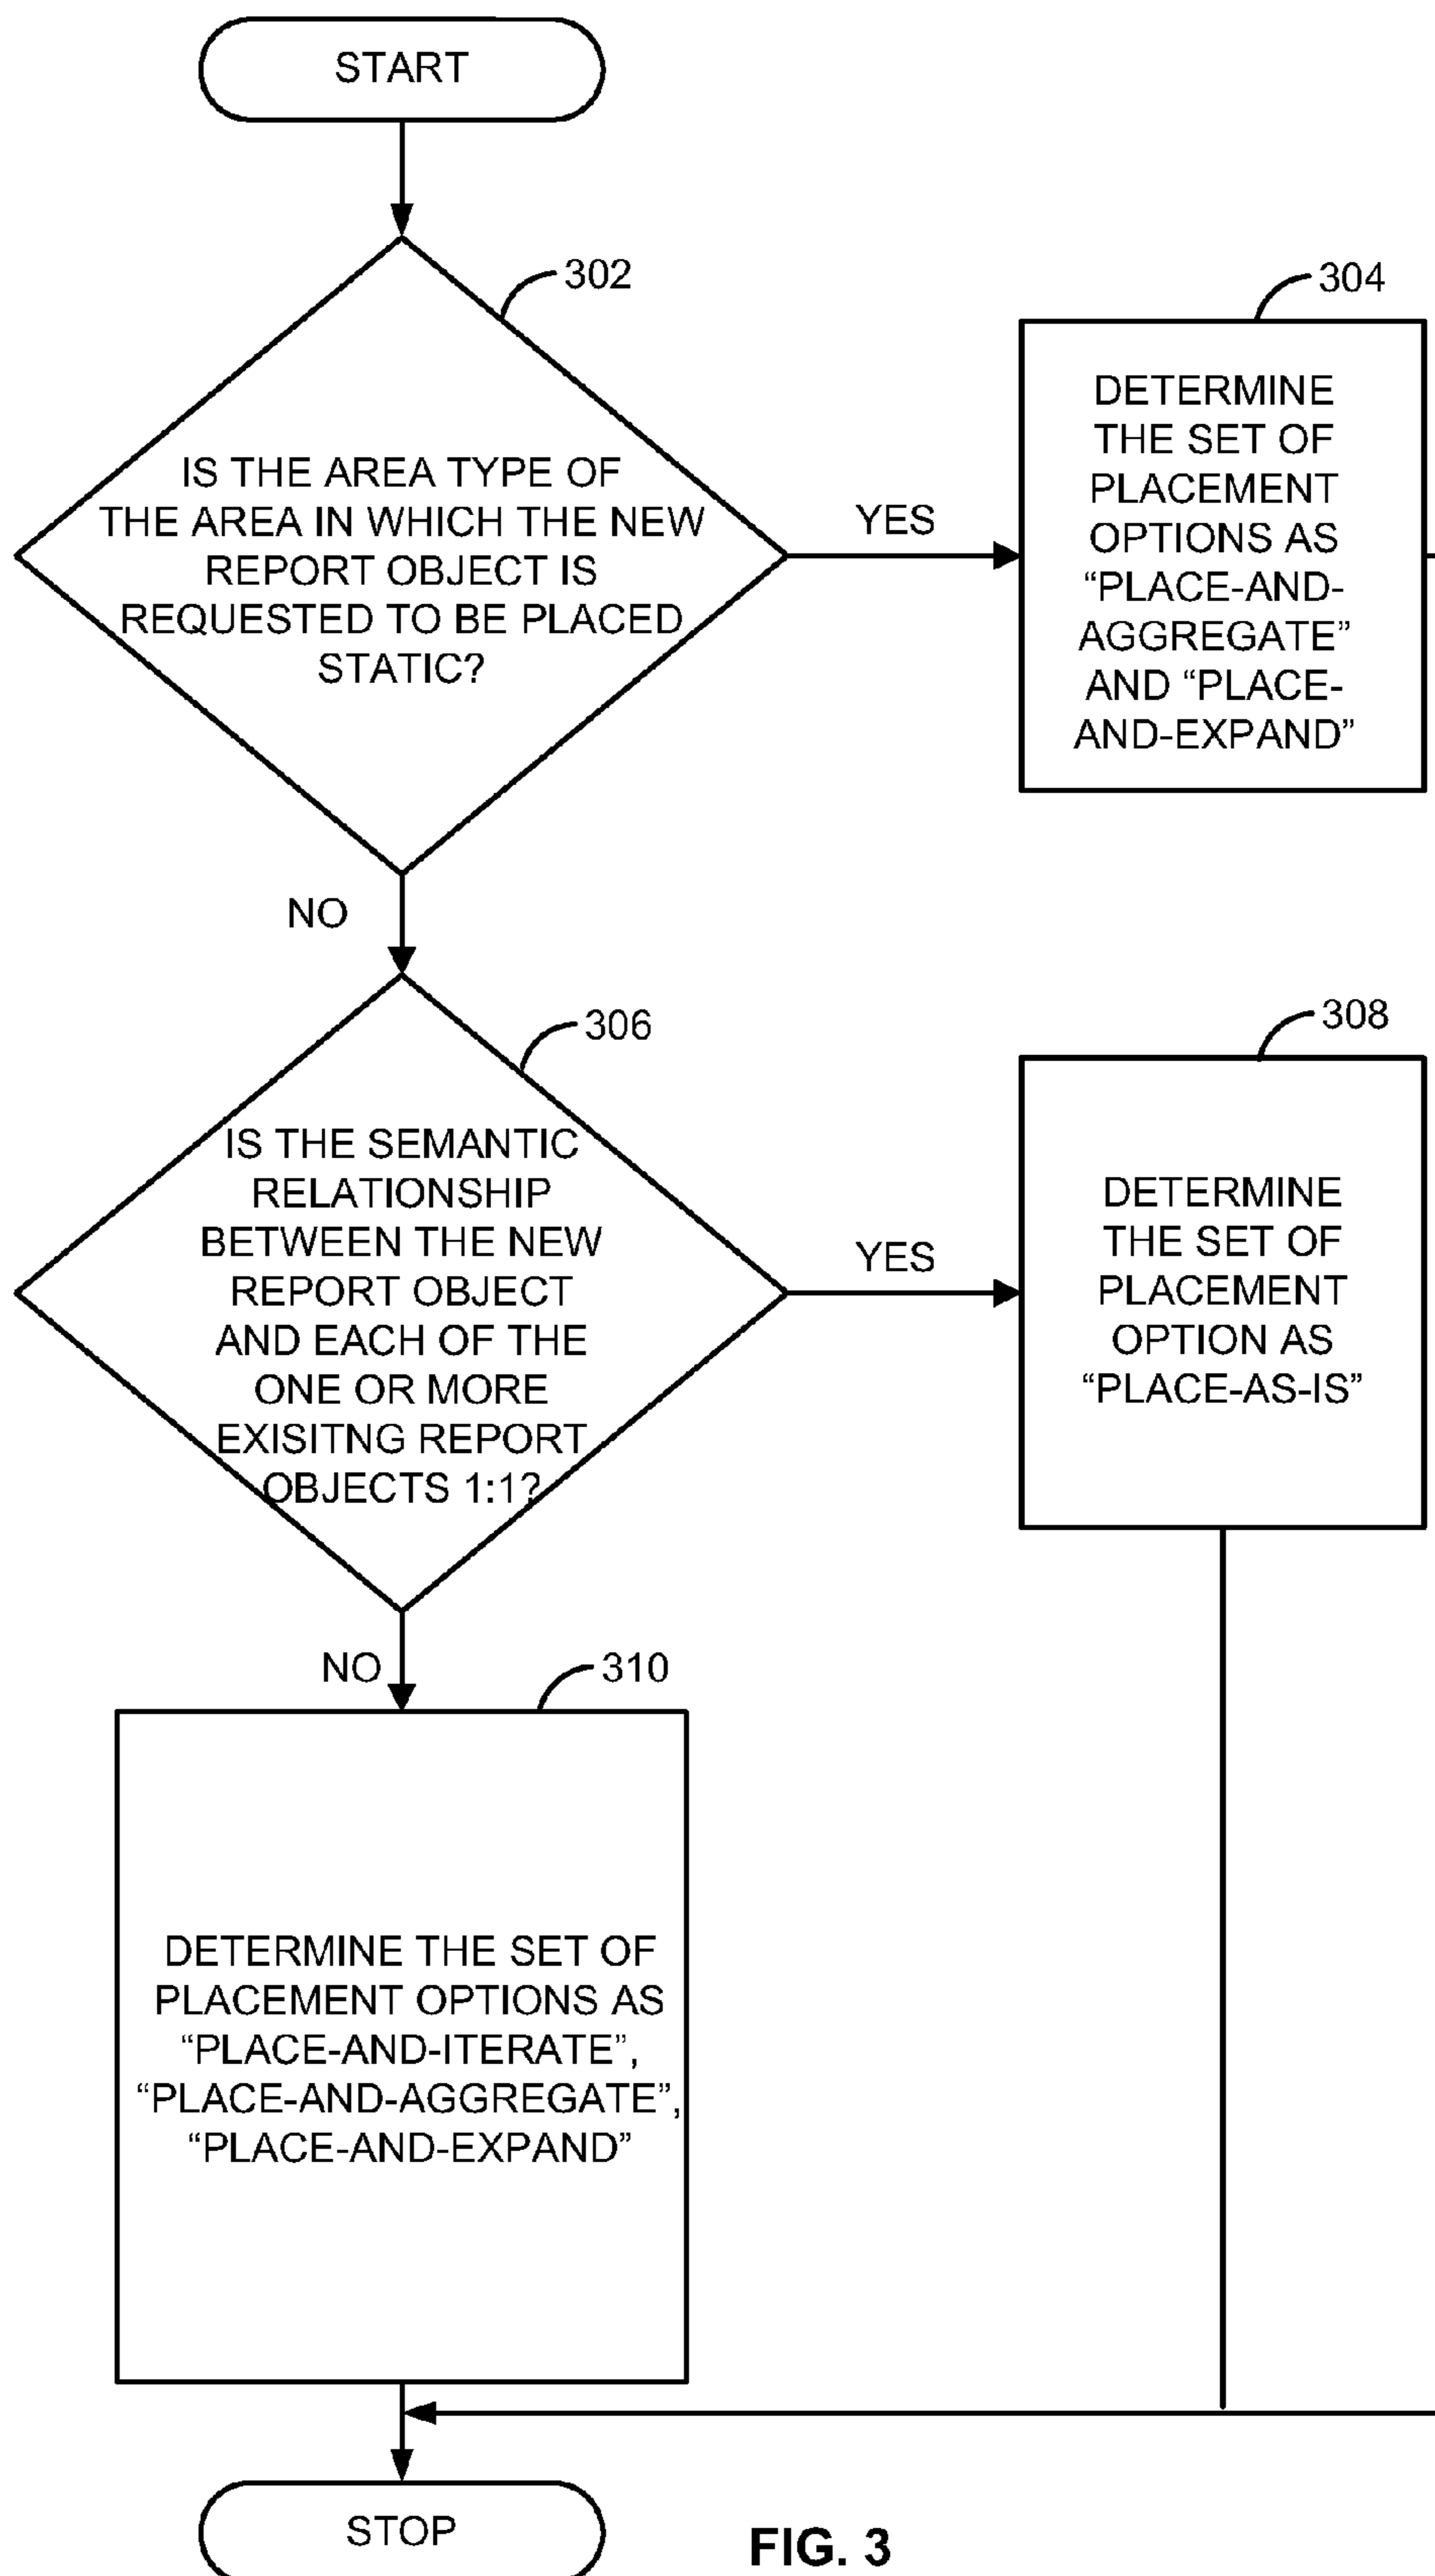 START
302
IS THE AREA TYPE OF
THE AREA IN WHICH THE NEW
REPORT OBJECT IS
REQUESTED TO BE PLACED
STATIC?
YES
304
DETERMINE
THE SET OF
PLACEMENT
OPTIONS AS
“PLACE-AND-
AGGREGATE”
AND “PLACE-
AND-EXPAND”
NO
306
IS THE SEMANTIC
RELATIONSHIP
BETWEEN THE NEW
REPORT OBJECT
AND EACH OF THE
ONE OR MORE
EXISITNG REPORT
OBJECTS 1:1?
YES
308
DETERMINE
THE SET OF
PLACEMENT
OPTION AS
“PLACE-AS-IS”
NO
310
DETERMINE THE SET OF
PLACEMENT OPTIONS AS
“PLACE-AND-ITERATE”,
“PLACE-AND-AGGREGATE”,
“PLACE-AND-EXPAND”
STOP
FIG. 3